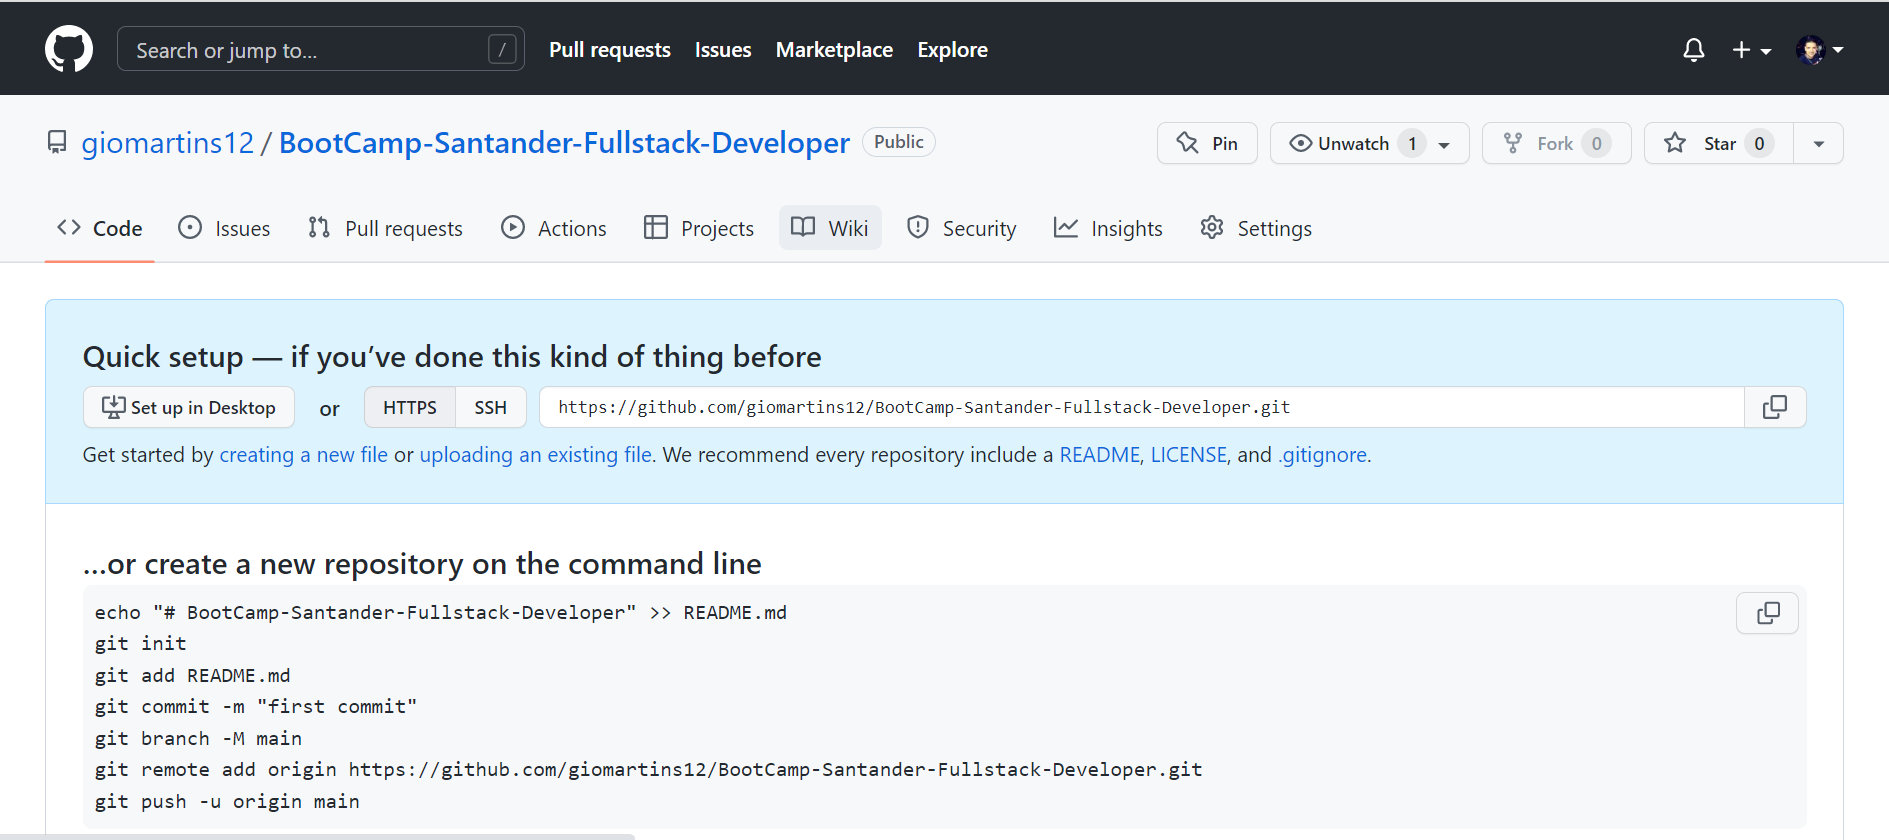 Search or jump to... / Pull requests Issues Marketplace Explore
giomartins12 / BootCamp-Santander-Fullstack-Developer Public Pin Unwatch 1 Fork 0 Star 0
Code Issues Pull requests Actions Projects Wiki Security Insights Settings
Quick setup — if you’ve done this kind of thing before
Set up in Desktop or HTTPS SSH https://github.com/giomartins12/BootCamp-Santander-Fullstack-Developer.git
Get started by creating a new file or uploading an existing file. We recommend every repository include a README, LICENSE, and .gitignore.
…or create a new repository on the command line
echo "# BootCamp-Santander-Fullstack-Developer" >> README.md
git init
git add README.md
git commit -m "first commit"
git branch -M main
git remote add origin https://github.com/giomartins12/BootCamp-Santander-Fullstack-Developer.git
git push -u origin main